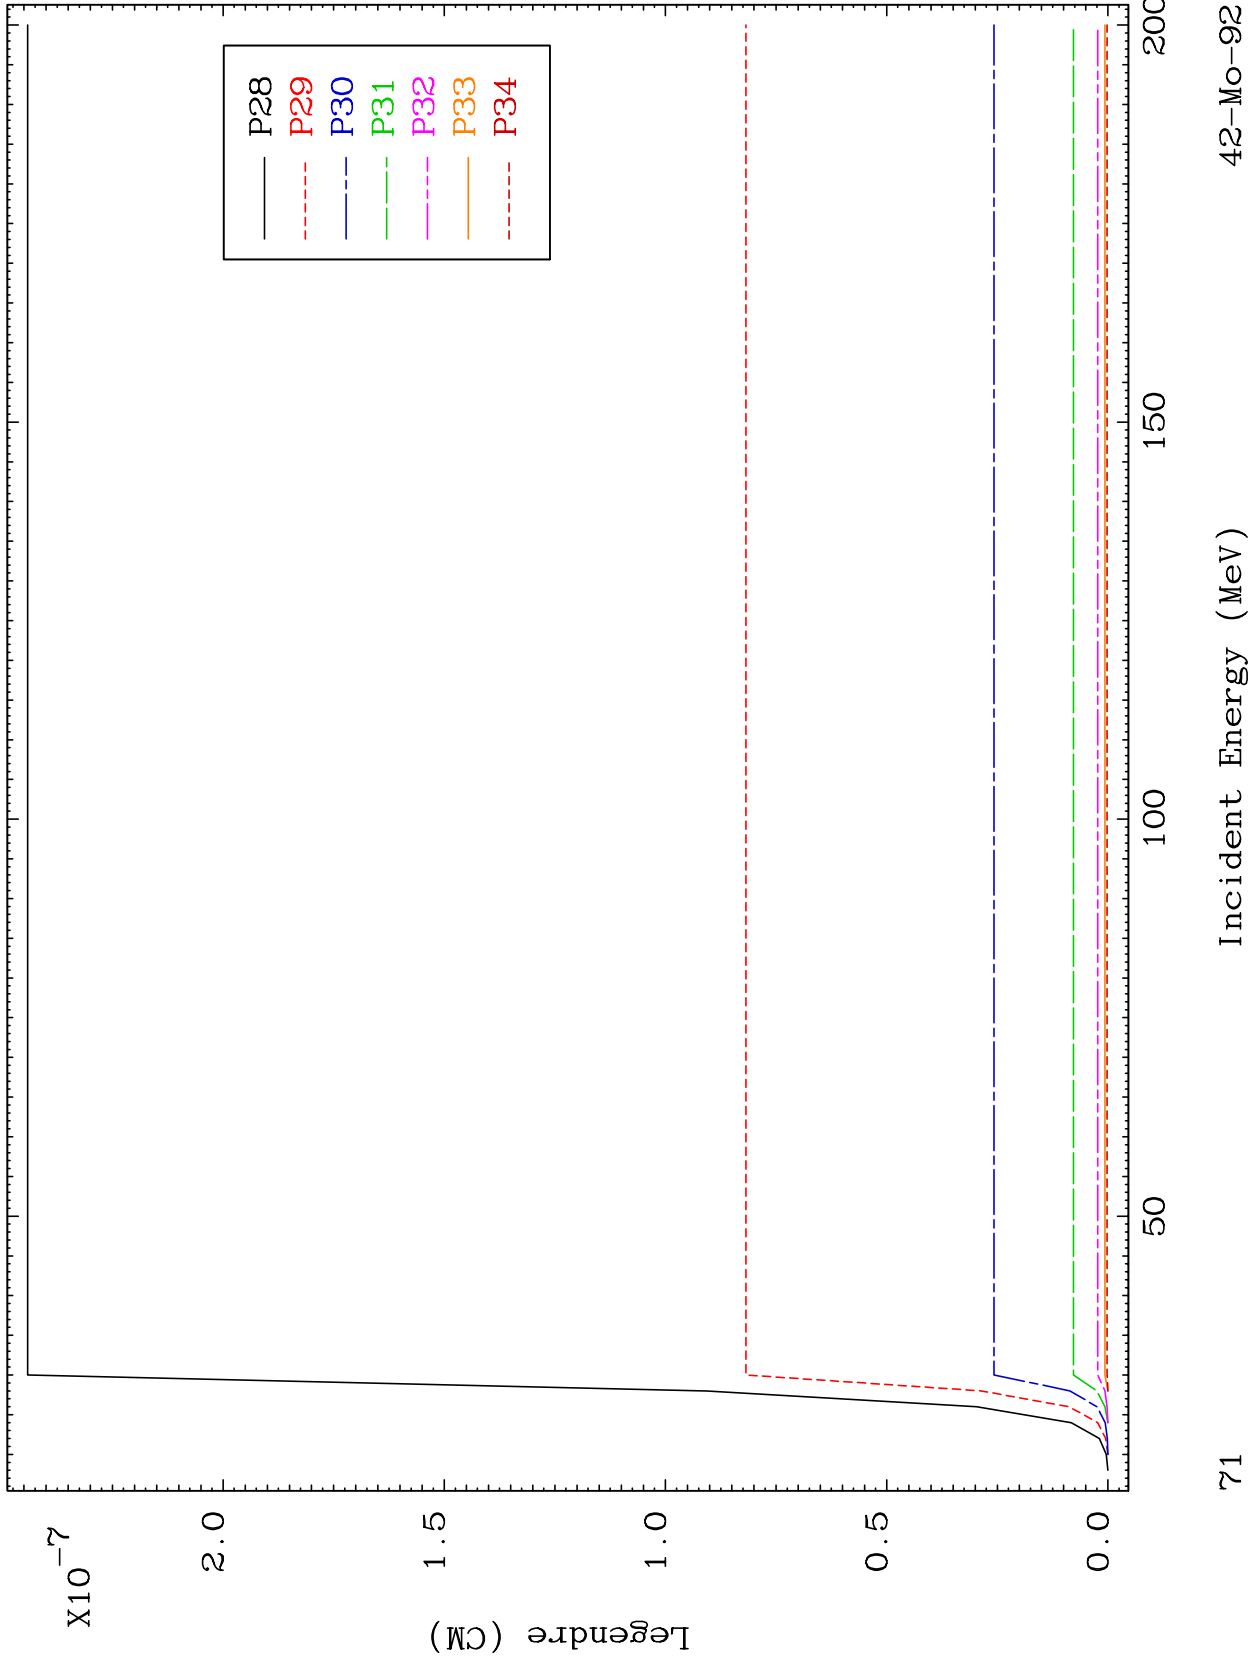 X10-7
2.0
1.5
1.0
0.5
0.0
Legendre (CM)
P28
P29
P30
P31
P32
P33
P34
50
100
150
200
71
Incident Energy (MeV)
42-Mo-92